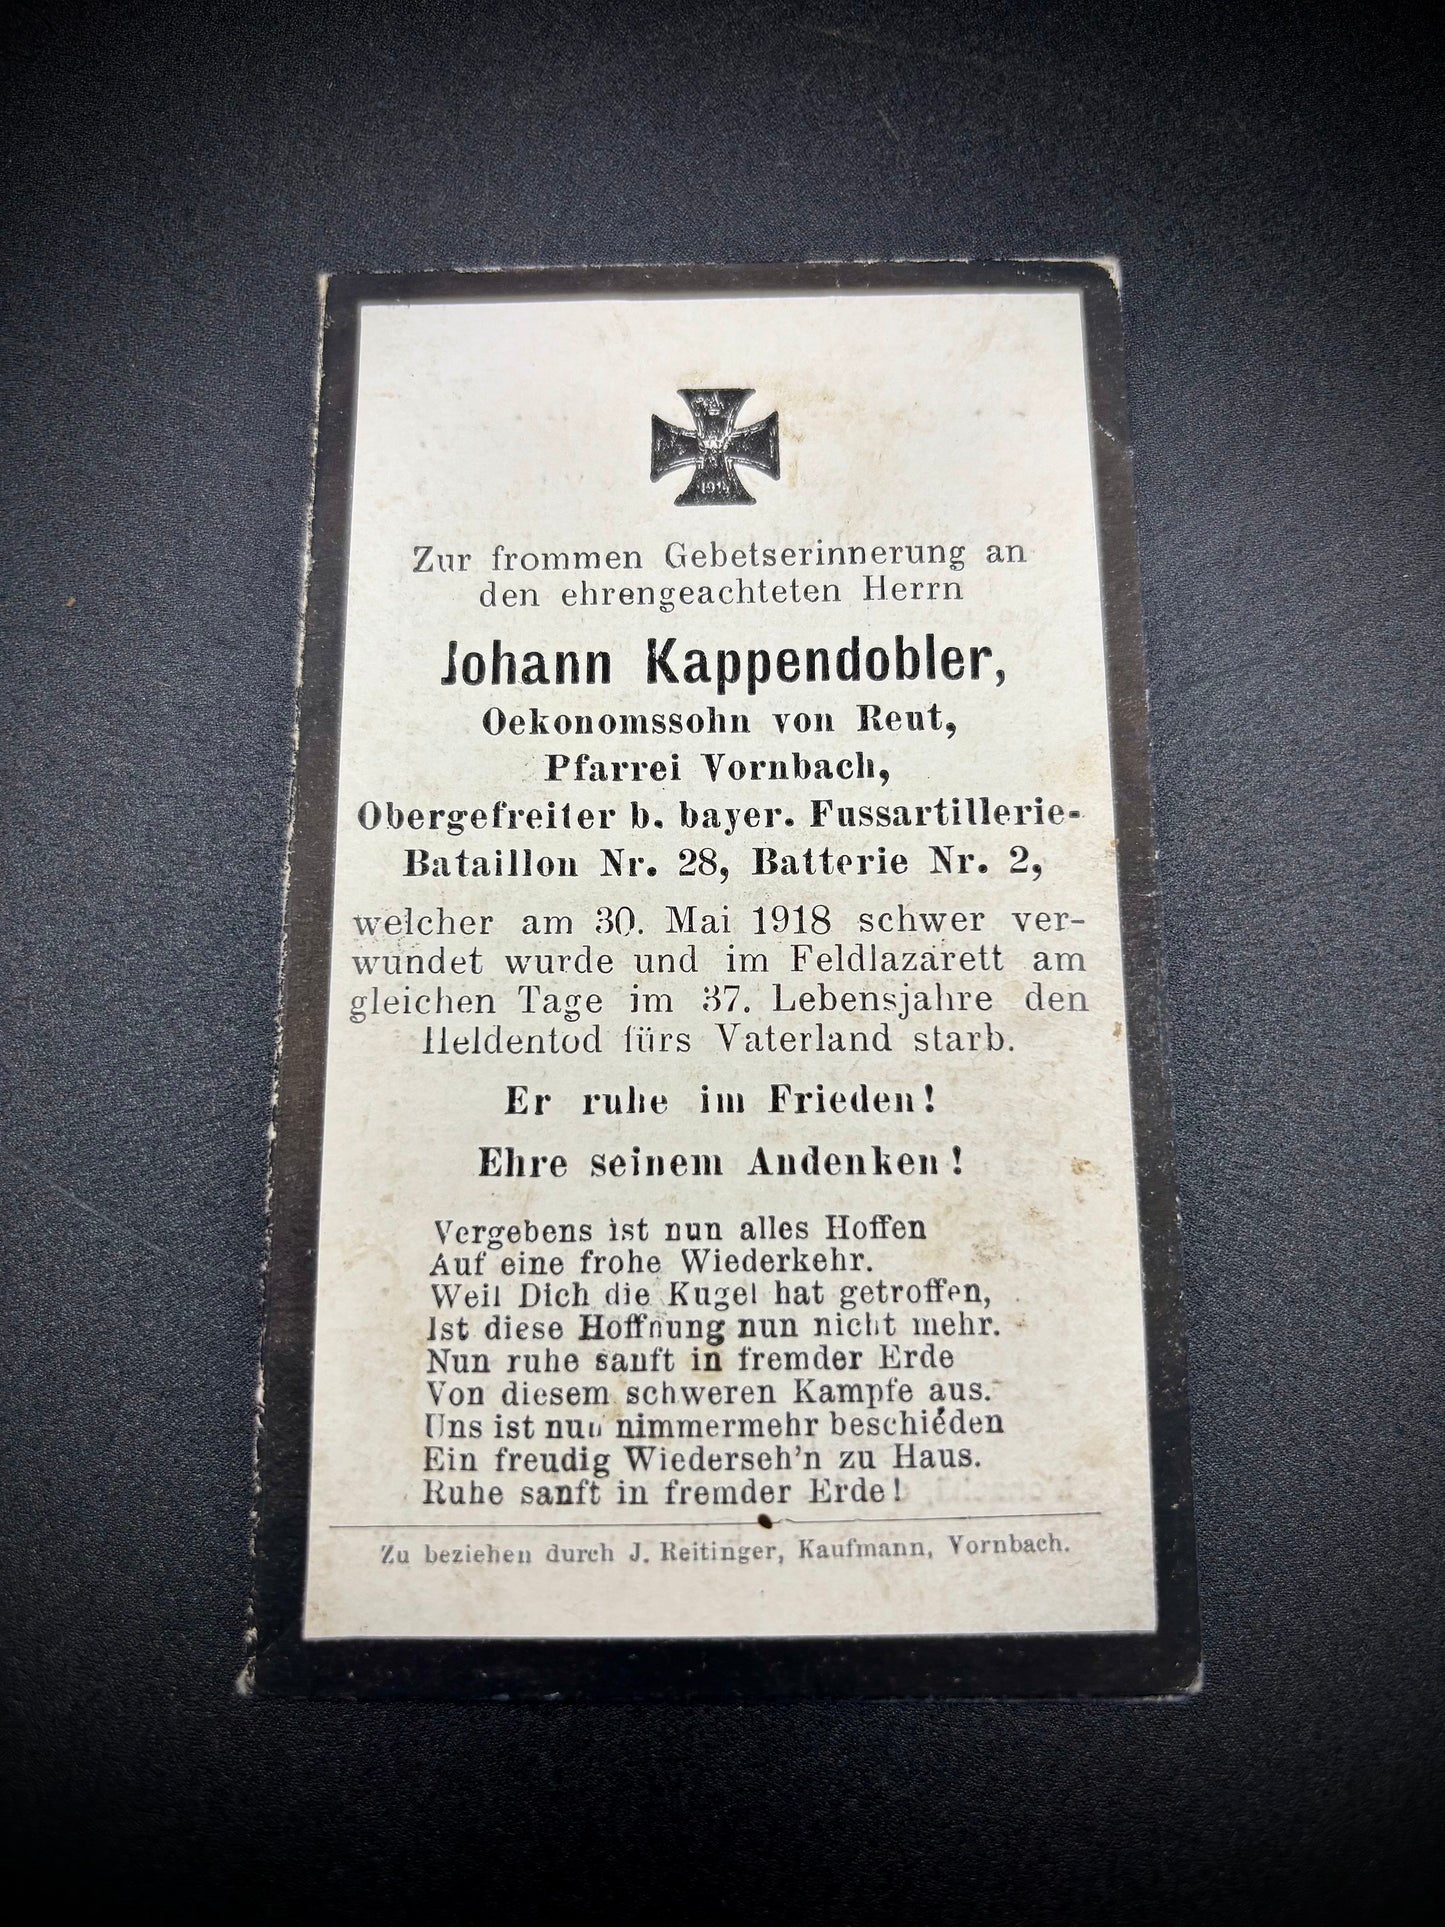 1914
Zur frommen Gebetserinnerung an
den ehrengeachteten Herrn
Johann Kappendobler,
Oekonomssohn von Reut,
Pfarrei Vornbach,
Obergefreiter b. bayer. Fussartillerie-
Bataillon Nr. 28, Batterie Nr. 2,
welcher am 30. Mai 1918 schwer ver-
wundet wurde und im Feldlazarett am
gleichen Tage im 37. Lebensjahre den
Heldentod fürs Vaterland starb.
Er ruhe im Frieden!
Ehre seinem Andenken!
Vergebens ist nun alles Hoffen
Auf eine frohe Wiederkehr.
Weil Dich die Kugel hat getroffen,
Ist diese Hoffnung nun nicht mehr.
Nun ruhe sanft in fremder Erde
Von diesem schweren Kampfe aus.
Uns ist nun nimmermehr beschieden
Ein freudig Wiederseh'n zu Haus.
Ruhe sanft in fremder Erde!
Zu beziehen durch J. Reitinger, Kaufmann, Vornbach.